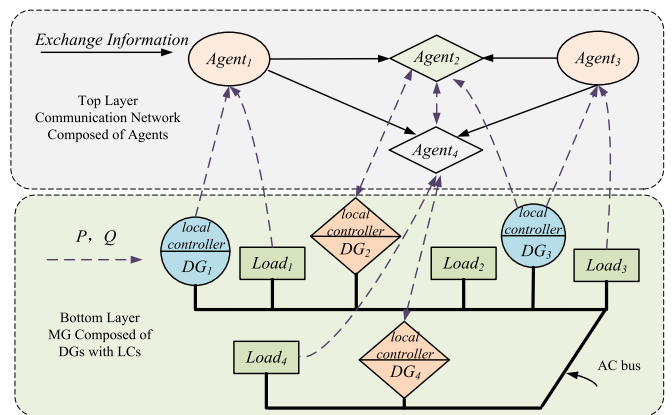 Exchange Information
Agent1
Agent2
Agent3
Top Layer
Communication Network
Composed of Agents
Agent4
P, Q
local
controller
DG1
Load1
local
controller
DG2
Load2
local
controller
DG3
Load3
Bottom Layer
MG Composed of
DGs with LCs
Load4
local
controller
DG4
AC bus